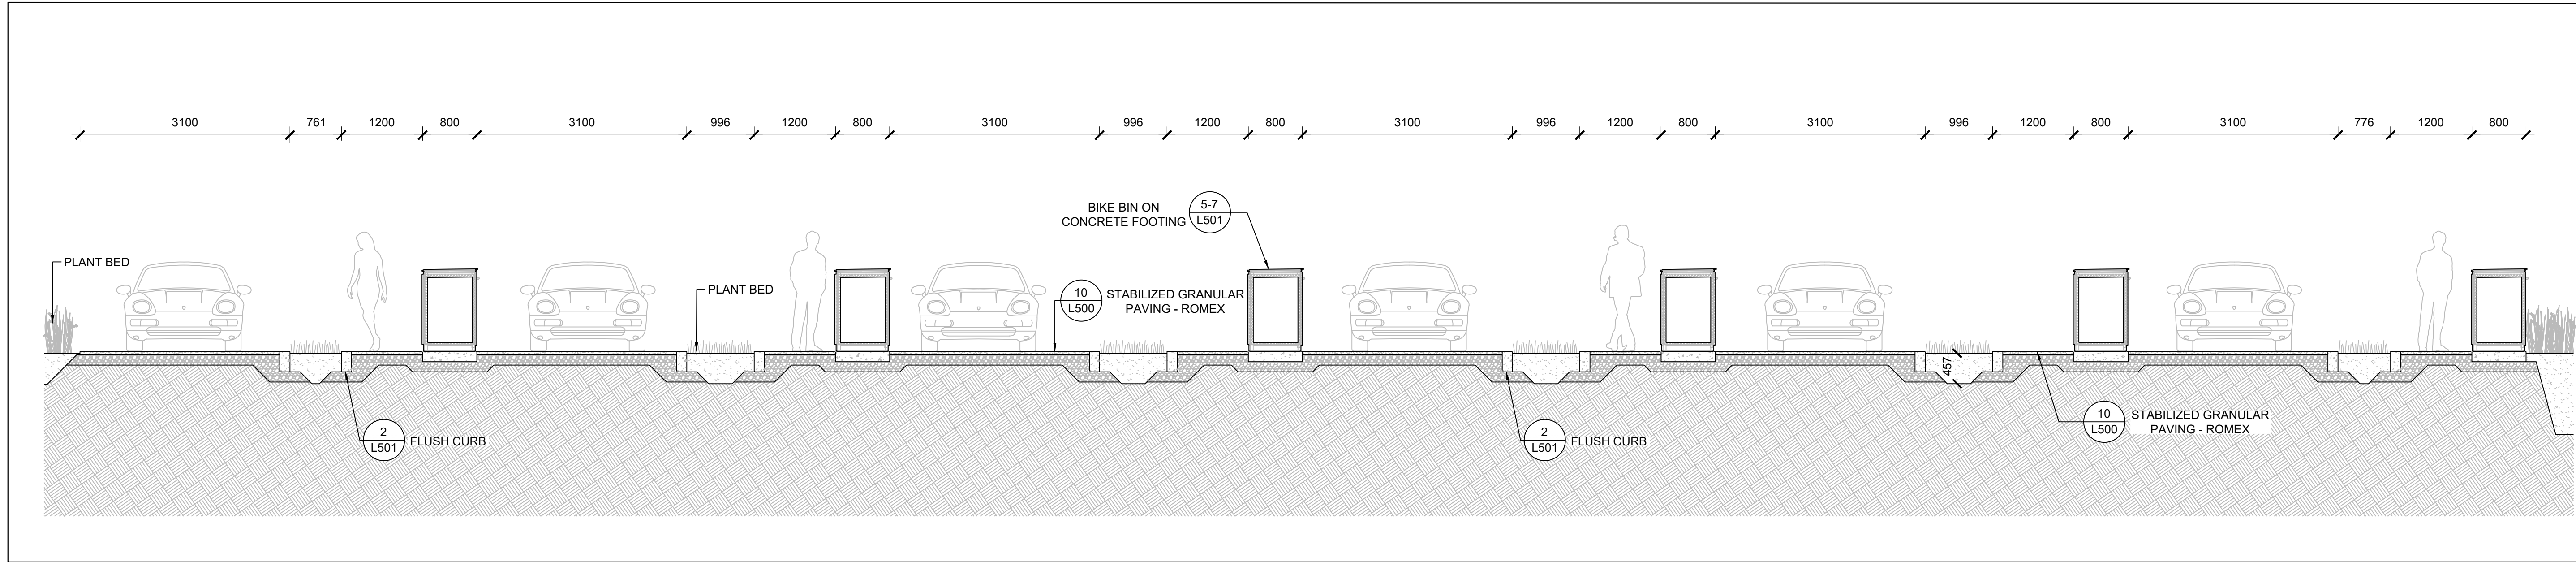 3100 761 1200 800 3100 996 1200 800 3100 996 1200 800 3100 996 1200 800 3100 996 1200 800 3100 776 1200 800
BIKE BIN ON
CONCRETE FOOTING
5-7
L501
PLANT BED
PLANT BED
10
L500
STABILIZED GRANULAR
PAVING - ROMEX
457
2
L501
FLUSH CURB
2
L501
FLUSH CURB
10
L500
STABILIZED GRANULAR
PAVING - ROMEX